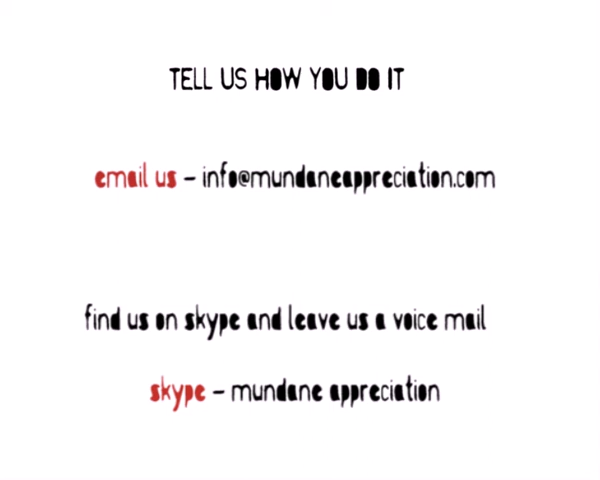 TELL US HOW YOU DO IT
email us - info@mundaneappreciation.com
find us on skype and leave us a voice mail
skype - mundane appreciation